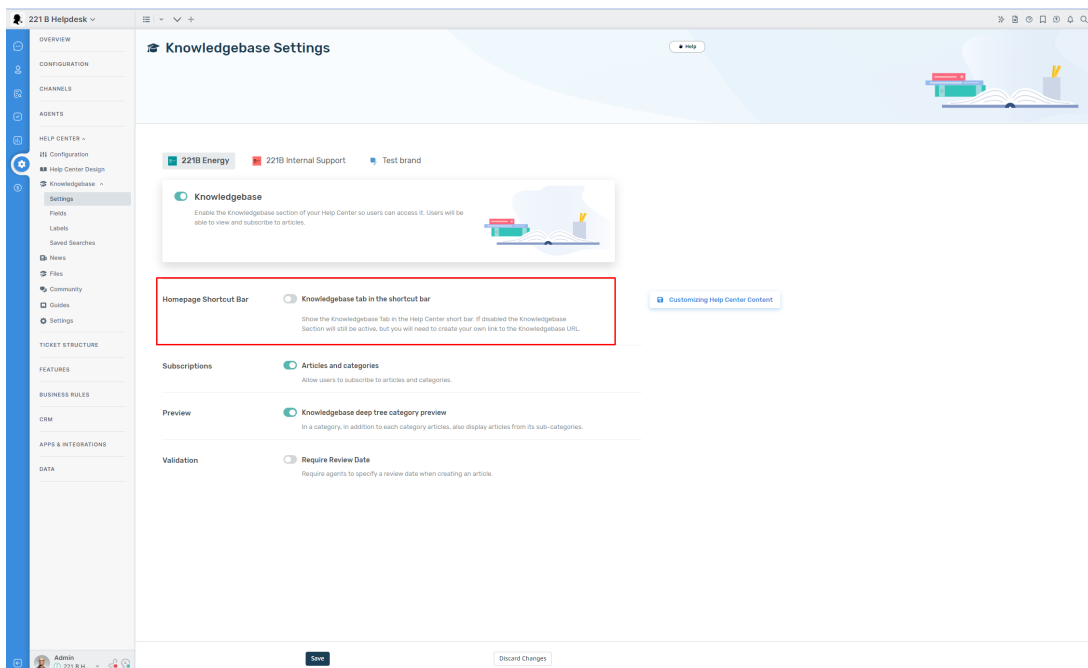 221 B Helpdesk
OVERVIEW
CONFIGURATION
CHANNELS
AGENTS
HELP CENTER
Configuration
Help Center Design
Knowledgebase
Settings
Fields
Labels
Saved Searches
News
Files
Community
Guides
Settings
TICKET STRUCTURE
FEATURES
BUSINESS RULES
CRM
APPS & INTEGRATIONS
DATA
Admin
221 B H...
Knowledgebase Settings
Help
221B Energy
221B Internal Support
Test brand
Knowledgebase
Enable the Knowledgebase section of your Help Center so users can access it. Users will be
able to view and subscribe to articles.
Homepage Shortcut Bar
Knowledgebase tab in the shortcut bar
Show the Knowledgebase Tab in the Help Center short bar. If disabled the Knowledgebase
Section will still be active, but you will need to create your own link to the Knowledgebase URL.
Customizing Help Center Content
Subscriptions
Articles and categories
Allow users to subscribe to articles and categories.
Preview
Knowledgebase deep tree category preview
In a category, in addition to each category articles, also display articles from its sub-categories.
Validation
Require Review Date
Require agents to specify a review date when creating an article.
Save
Discard Changes